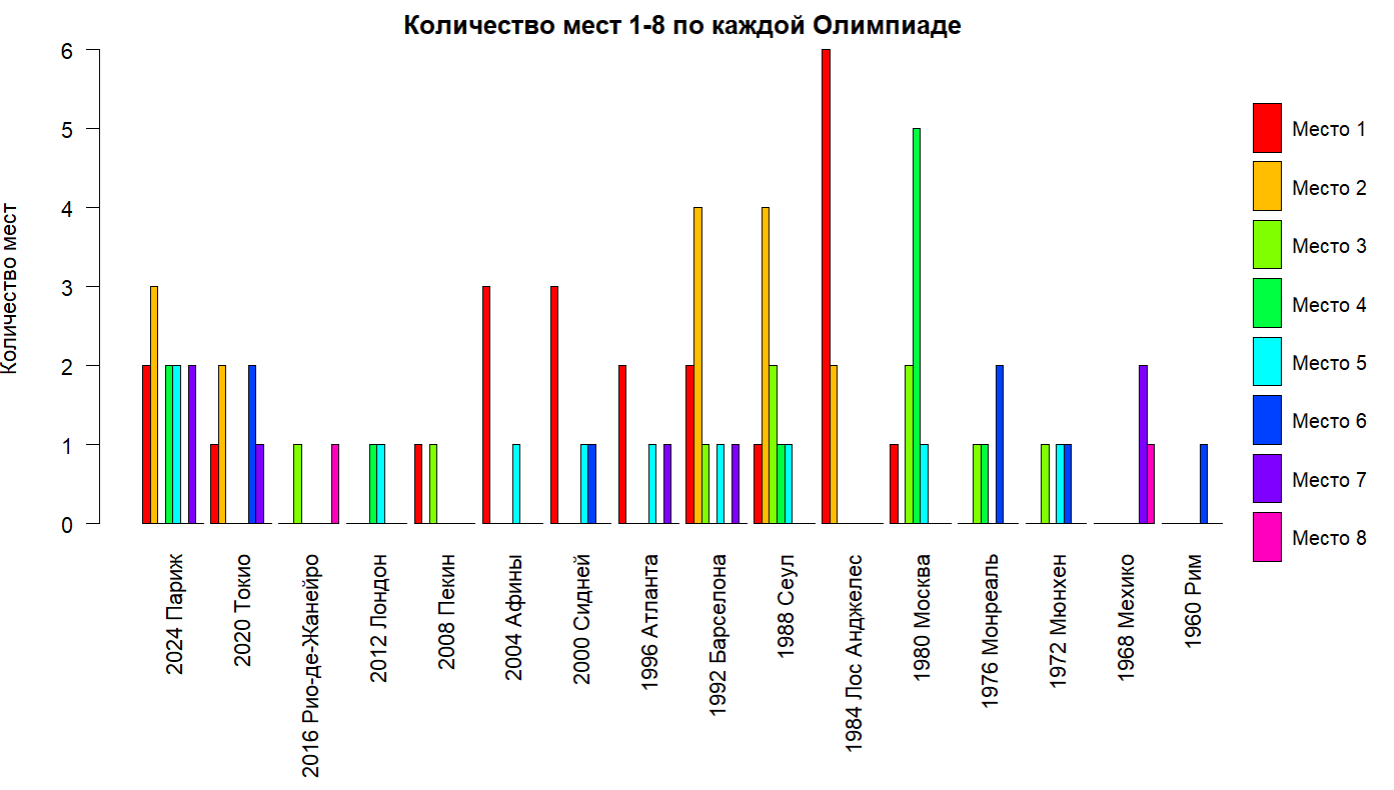 Количество мест 1-8 по каждой Олимпиаде
Количество мест
6
5
4
3
2
1
0
2024 Париж
2020 Токио
2016 Рио-де-Жанейро
2012 Лондон
2008 Пекин
2004 Афины
2000 Сидней
1996 Атланта
1992 Барселона
1988 Сеул
1984 Лос Анджелес
1980 Москва
1976 Монреаль
1972 Мюнхен
1968 Мехико
1960 Рим
Место 1
Место 2
Место 3
Место 4
Место 5
Место 6
Место 7
Место 8